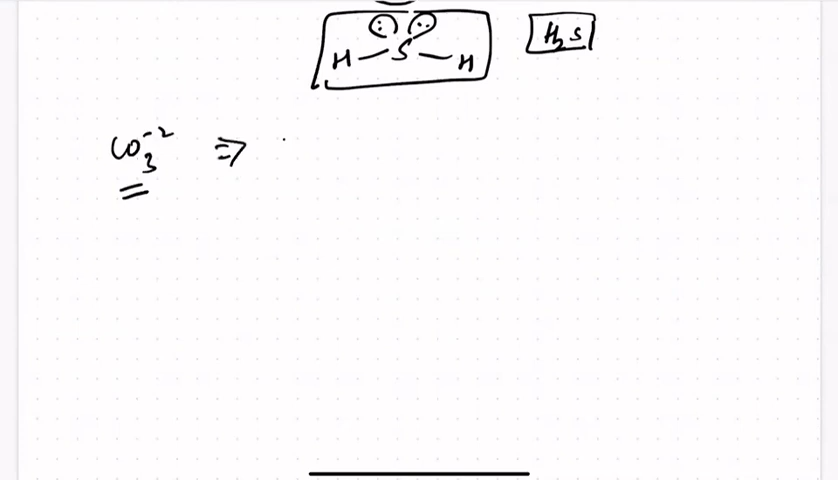 H — S — H   H₂S
CO₃⁻² ⇒